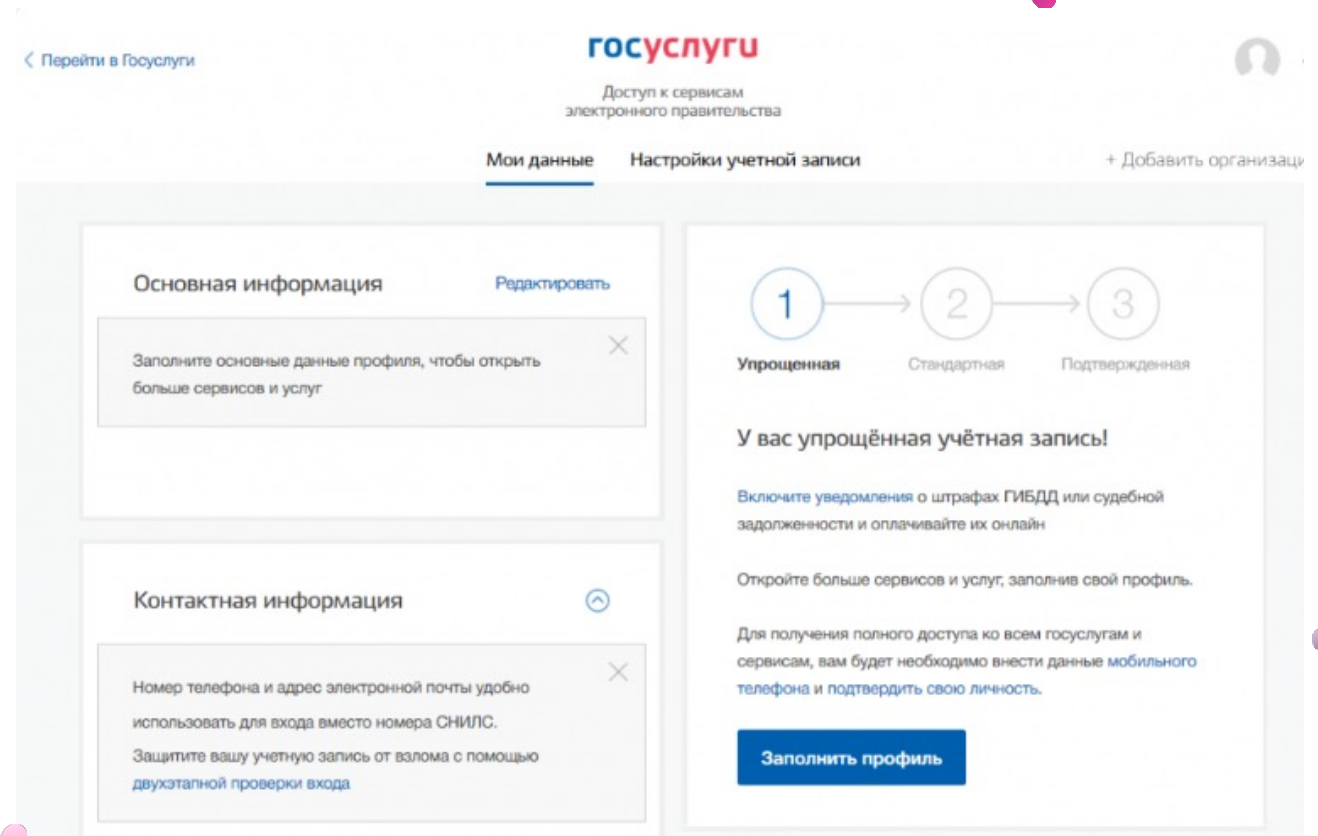 Перейти в Госуслуги
госуслуги
Доступ к сервисам
электронного правительства
Мои данные
Настройки учетной записи
+ Добавить организаци
Основная информация
Редактировать
Заполните основные данные профиля, чтобы открыть
больше сервисов и услуг
Контактная информация
Номер телефона и адрес электронной почты удобно
использовать для входа вместо номера СНИЛС.
Защитите вашу учетную запись от взлома с помощью
двухэтапной проверки входа
1
2
3
Упрощенная
Стандартная
Подтвержденная
У вас упрощённая учётная запись!
Включите уведомления о штрафах ГИБДД или судебной
задолженности и оплачивайте их онлайн
Откройте больше сервисов и услуг, заполнив свой профиль.
Для получения полного доступа ко всем госуслугам и
сервисам, вам будет необходимо внести данные мобильного
телефона и подтвердить свою личность.
Заполнить профиль